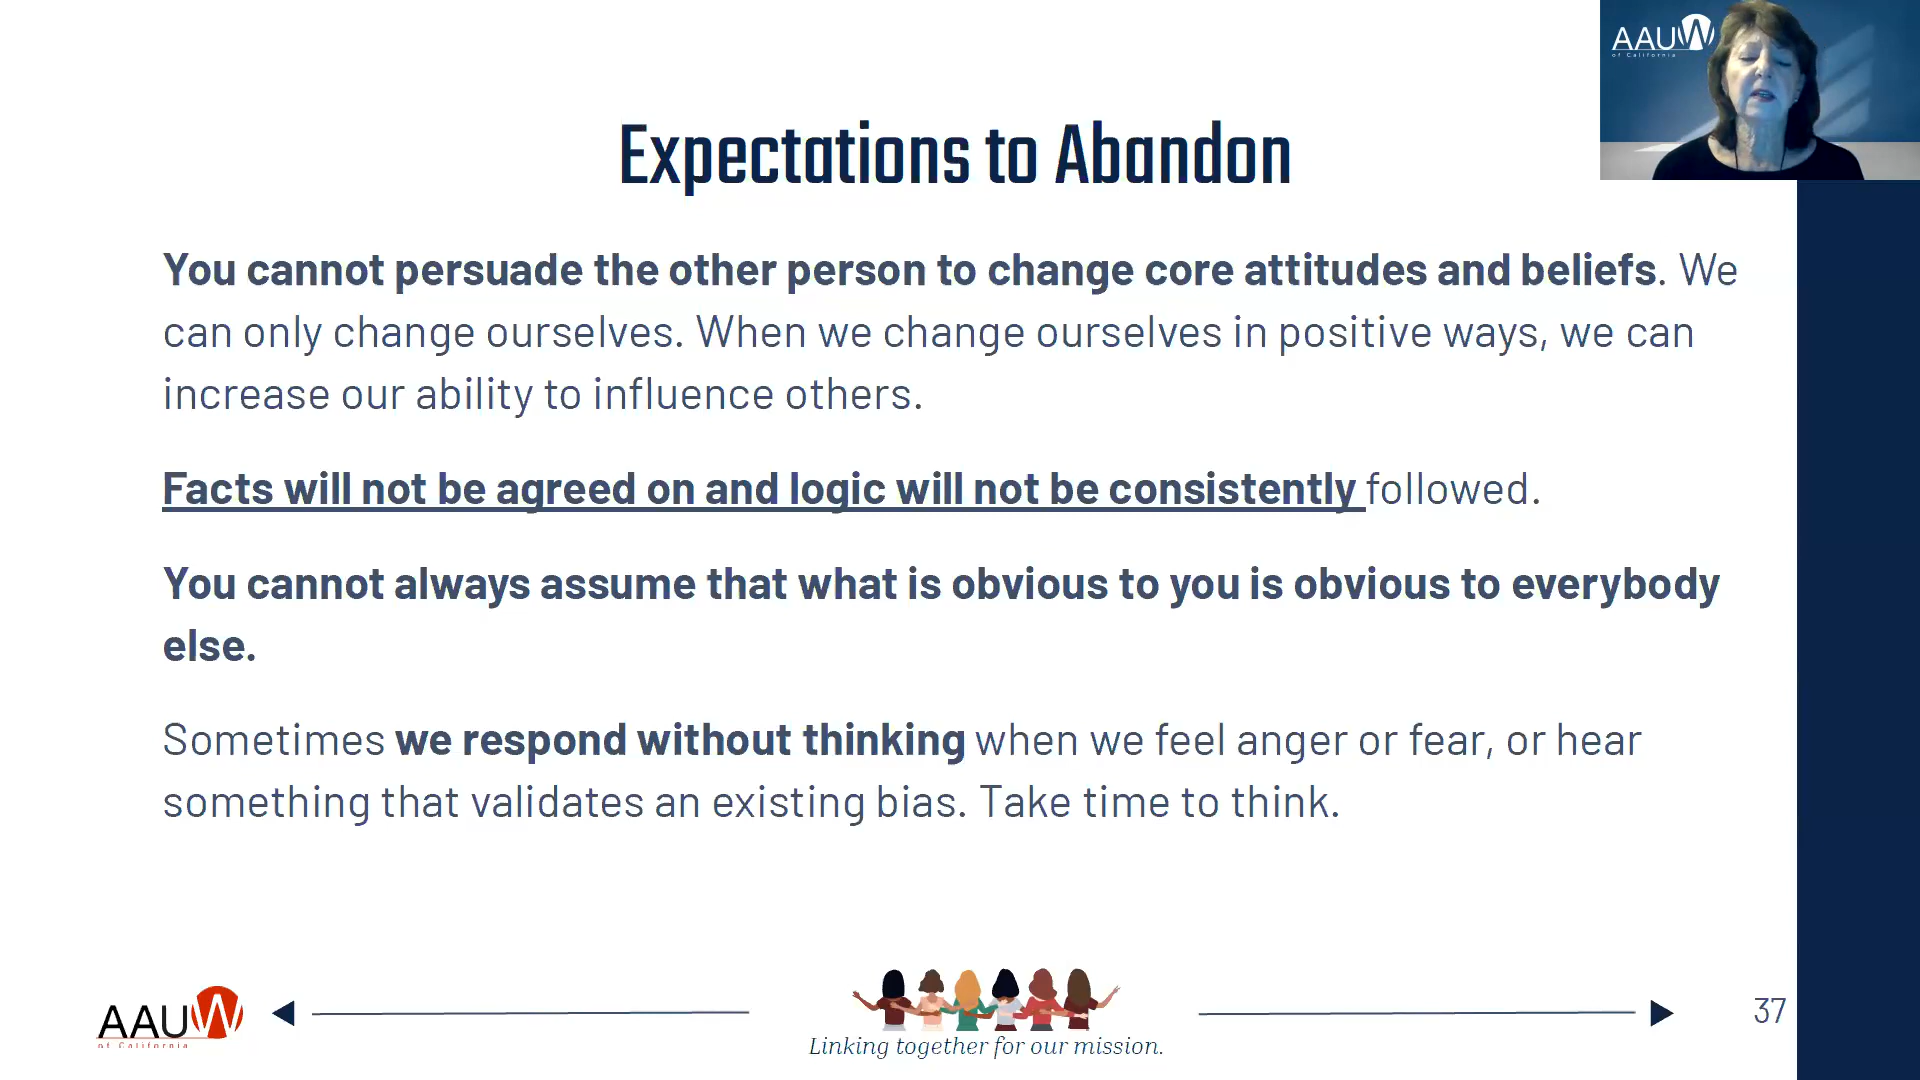 AAUW
of California
Expectations to Abandon
You cannot persuade the other person to change core attitudes and beliefs. We
can only change ourselves. When we change ourselves in positive ways, we can
increase our ability to influence others.
Facts will not be agreed on and logic will not be consistently followed.
You cannot always assume that what is obvious to you is obvious to everybody
else.
Sometimes we respond without thinking when we feel anger or fear, or hear
something that validates an existing bias. Take time to think.
AAUW
of California
Linking together for our mission.
37